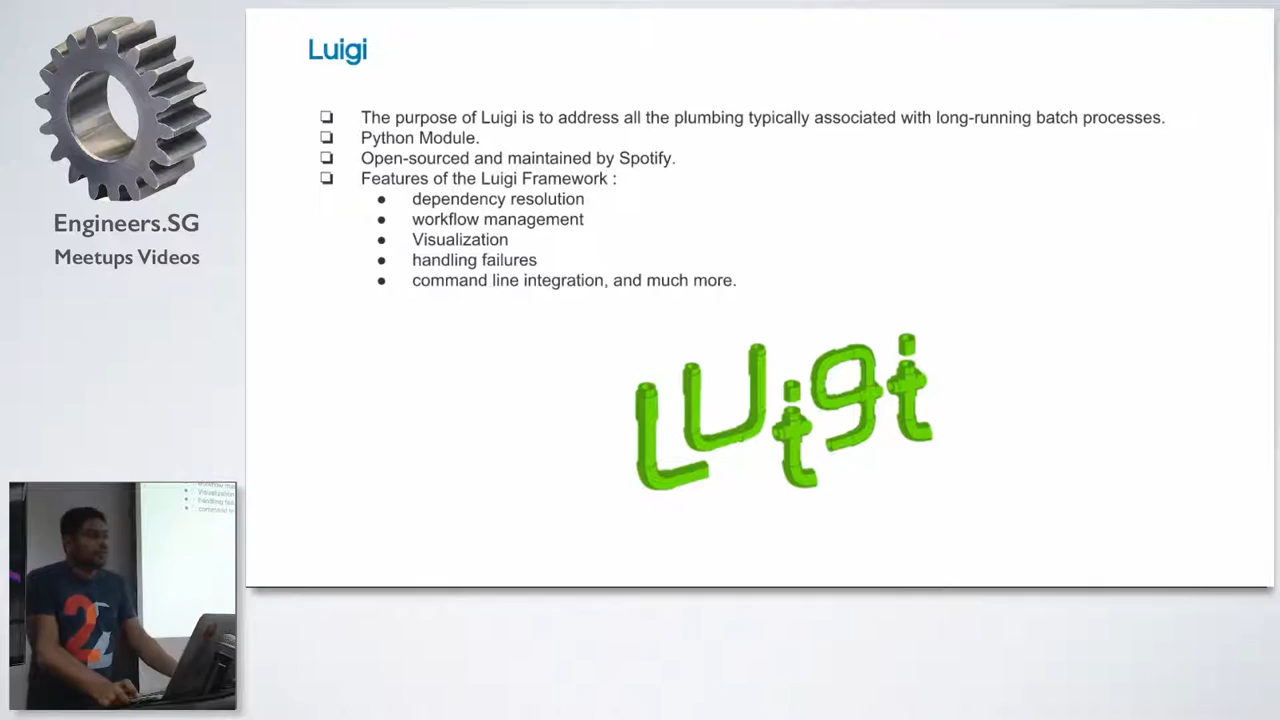 Engineers.SG
Meetups Videos
Luigi
The purpose of Luigi is to address all the plumbing typically associated with long-running batch processes.
Python Module.
Open-sourced and maintained by Spotify.
Features of the Luigi Framework :
dependency resolution
workflow management
Visualization
handling failures
command line integration, and much more.
Luigi
Visualization